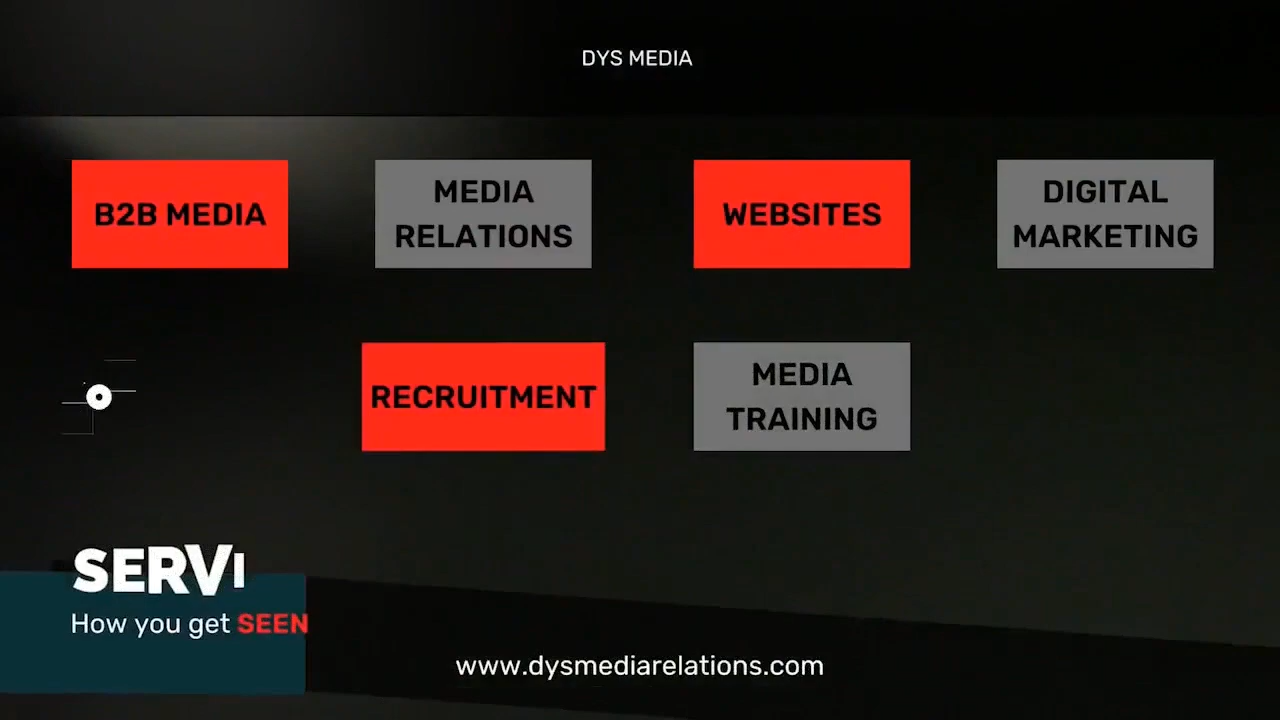 DYS MEDIA
B2B MEDIA
MEDIA
RELATIONS
WEBSITES
DIGITAL
MARKETING
RECRUITMENT
MEDIA
TRAINING
SERVI
How you get SEEN
www.dysmediarelations.com